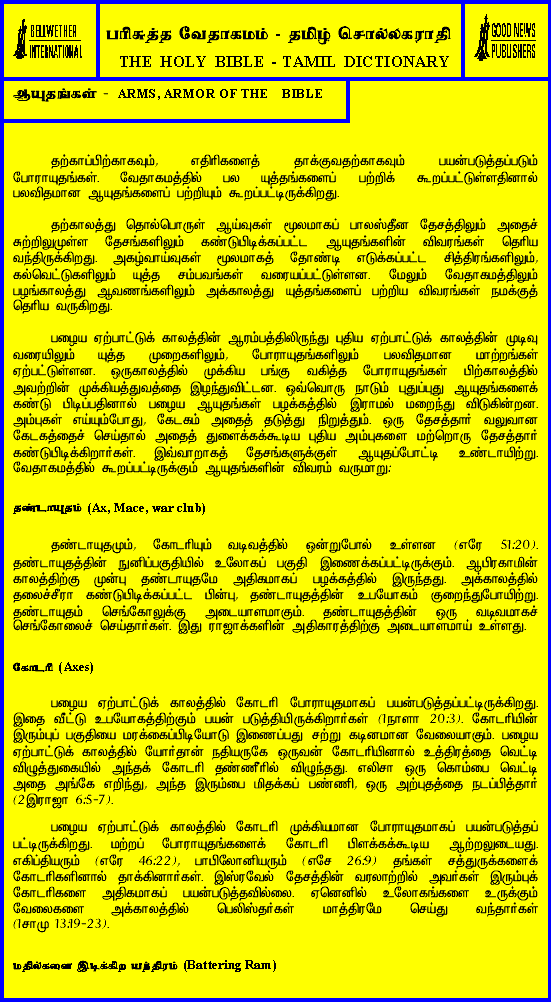 BELLWETHER
INTERNATIONAL
பரிசுத்த வேதாகமம் - தமிழ் சொல்லகராதி
THE HOLY BIBLE - TAMIL DICTIONARY
GOOD NEWS
PUBLISHERS
ஆயுதங்கள் - ARMS, ARMOR OF THE BIBLE
தற்காப்பிற்காகவும், எதிரிகளைத் தாக்குவதற்காகவும் பயன்படுத்தப்படும்
போராயுதங்கள். வேதாகமத்தில் பல யுத்தங்களைப் பற்றிக் கூறப்பட்டுள்ளதினால்
பலவிதமான ஆயுதங்களைப் பற்றியும் கூறப்பட்டிருக்கிறது.
தற்காலத்து தொல்பொருள் ஆய்வுகள் மூலமாகப் பாலஸ்தீன தேசத்திலும் அதைச்
சுற்றிலுமுள்ள தேசங்களிலும் கண்டுபிடிக்கப்பட்ட ஆயுதங்களின் விவரங்கள் தெரிய
வந்திருக்கிறது. அகழ்வாய்வுகள் மூலமாகத் தோண்டி எடுக்கப்பட்ட சித்திரங்களிலும்,
கல்வெட்டுகளிலும் யுத்த சம்பவங்கள் வரையப்பட்டுள்ளன. மேலும் வேதாகமத்திலும்
பழங்காலத்து ஆவணங்களிலும் அக்காலத்து யுத்தங்களைப் பற்றிய விவரங்கள் நமக்குத்
தெரிய வருகிறது.
பழைய ஏற்பாட்டுக் காலத்தின் ஆரம்பத்திலிருந்து புதிய ஏற்பாட்டுக் காலத்தின் முடிவு
வரையிலும் யுத்த முறைகளிலும், போராயுதங்களிலும் பலவிதமான மாற்றங்கள்
ஏற்பட்டுள்ளன. ஒருகாலத்தில் முக்கிய பங்கு வகித்த போராயுதங்கள் பிற்காலத்தில்
அவற்றின் முக்கியத்துவத்தை இழந்துவிட்டன. ஒவ்வொரு நாடும் புதுப்புது ஆயுதங்களைக்
கண்டு பிடிப்பதினால் பழைய ஆயுதங்கள் பழக்கத்தில் இராமல் மறைந்து விடுகின்றன.
அம்புகள் எய்யும்போது, கேடகம் அதைத் தடுத்து நிறுத்தும். ஒரு தேசத்தார் வலுவான
கேடகத்தைச் செய்தால் அதைத் துளைக்கக்கூடிய புதிய அம்புகளை மற்றொரு தேசத்தார்
கண்டுபிடிக்கிறார்கள். இவ்வாறாகத் தேசங்களுக்குள் ஆயுதப்போட்டி உண்டாயிற்று.
வேதாகமத்தில் கூறப்பட்டிருக்கும் ஆயுதங்களின் விவரம் வருமாறு:
தண்டாயுதம் (Ax, Mace, war club)
தண்டாயுதமும், கோடரியும் வடிவத்தில் ஒன்றுபோல் உள்ளன (எரே 51:20).
தண்டாயுதத்தின் நுனிப்பகுதியில் உலோகப் பகுதி இணைக்கப்பட்டிருக்கும். ஆபிரகாமின்
காலத்திற்கு முன்பு தண்டாயுதமே அதிகமாகப் பழக்கத்தில் இருந்தது. அக்காலத்தில்
தலைச்சீரா கண்டுபிடிக்கப்பட்ட பின்பு, தண்டாயுதத்தின் உபயோகம் குறைந்துபோயிற்று.
தண்டாயுதம் செங்கோலுக்கு அடையாளமாகும். தண்டாயுதத்தின் ஒரு வடிவமாகச்
செங்கோலைச் செய்தார்கள். இது ராஜாக்களின் அதிகாரத்திற்கு அடையாளமாய் உள்ளது.
கோடரி (Axes)
பழைய ஏற்பாட்டுக் காலத்தில் கோடரி போராயுதமாகப் பயன்படுத்தப்பட்டிருக்கிறது.
இதை வீட்டு உபயோகத்திற்கும் பயன் படுத்தியிருக்கிறார்கள் (1நாளா 20:3). கோடரியின்
இரும்புப் பகுதியை மரக்கைப்பிடியோடு இணைப்பது சற்று கடினமான வேலையாகும். பழைய
ஏற்பாட்டுக் காலத்தில் யோர்தான் நதியருகே ஒருவன் கோடரியினால் உத்திரத்தை வெட்டி
விழுத்துகையில் அந்தக் கோடரி தண்ணீரில் விழுந்தது. எலிசா ஒரு கொம்பை வெட்டி
அதை அங்கே எறிந்து, அந்த இரும்பை மிதக்கப் பண்ணி, ஒரு அற்புதத்தை நடப்பித்தார்
(2இராஜா 6:5-7).
பழைய ஏற்பாட்டுக் காலத்தில் கோடரி முக்கியமான போராயுதமாகப் பயன்படுத்தப்
பட்டிருக்கிறது. மற்றப் போராயுதங்களைக் கோடரி பிளக்கக்கூடிய ஆற்றலுடையது.
எகிப்தியரும் (எரே 46:22), பாபிலோனியரும் (எசே 26:9) தங்கள் சத்துருக்களைக்
கோடரிகளினால் தாக்கினார்கள். இஸ்ரவேல் தேசத்தின் வரலாற்றில் அவர்கள் இரும்புக்
கோடரிகளை அதிகமாகப் பயன்படுத்தவில்லை. ஏனெனில் உலோகங்களை உருக்கும்
வேலைகளை அக்காலத்தில் பெலிஸ்தர்கள் மாத்திரமே செய்து வந்தார்கள்
(1சாமு 13:19-23).
மதில்களை இடிக்கிற யந்திரம் (Battering Ram)